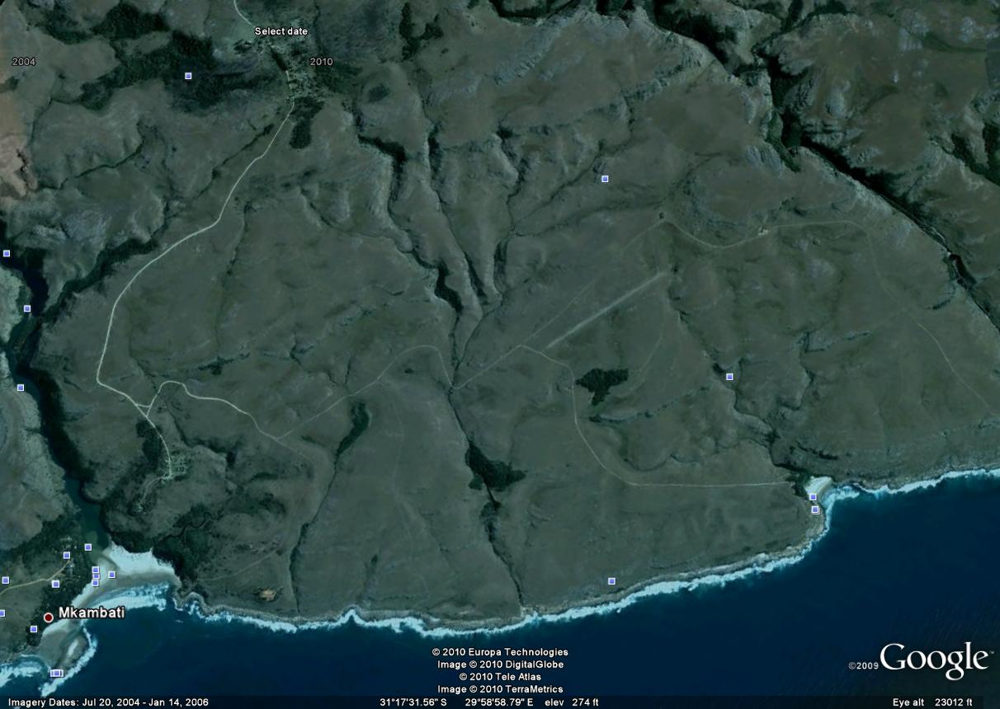 Select date
2004
2010
Mkambati
© 2010 Europa Technologies
Image © 2010 DigitalGlobe
© 2010 Tele Atlas
Image © 2010 TerraMetrics
©2009 Google™
Imagery Dates: Jul 20, 2004 - Jan 14, 2006
31°17'31.56" S 29°58'58.79" E elev 274 ft
Eye alt 23012 ft